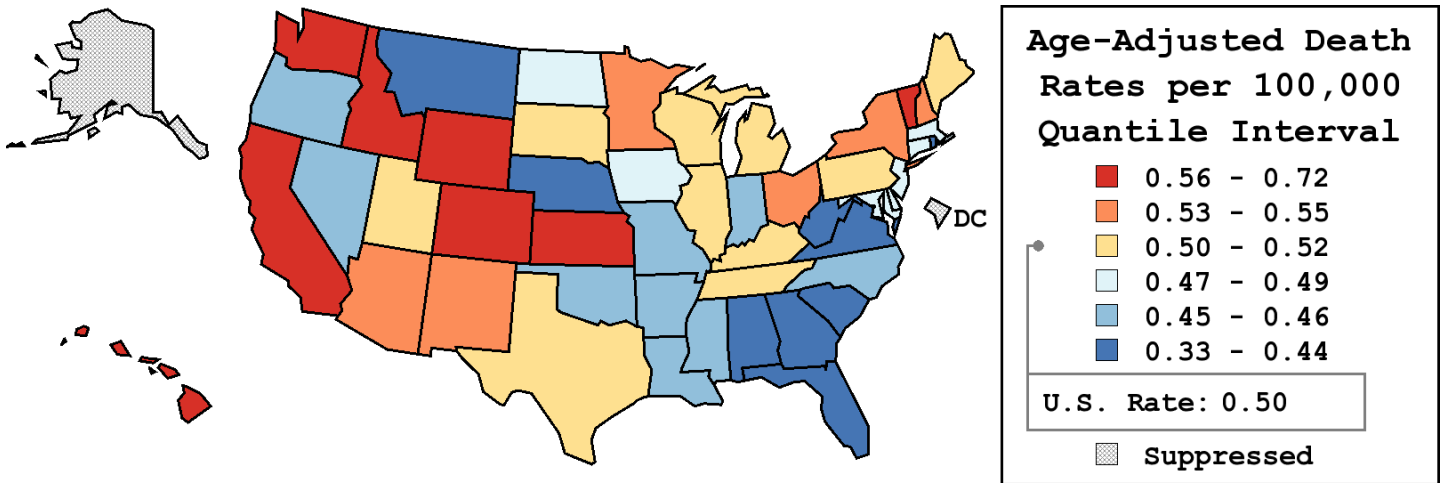 DC
Age-Adjusted Death
Rates per 100,000
Quantile Interval
0.56 - 0.72
0.53 - 0.55
0.50 - 0.52
0.47 - 0.49
0.45 - 0.46
0.33 - 0.44
U.S. Rate: 0.50
Suppressed